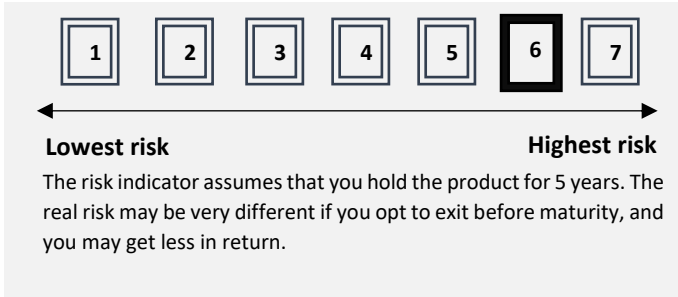 1 2 3 4 5 6 7
Lowest risk Highest risk
The risk indicator assumes that you hold the product for 5 years. The
real risk may be very different if you opt to exit before maturity, and
you may get less in return.